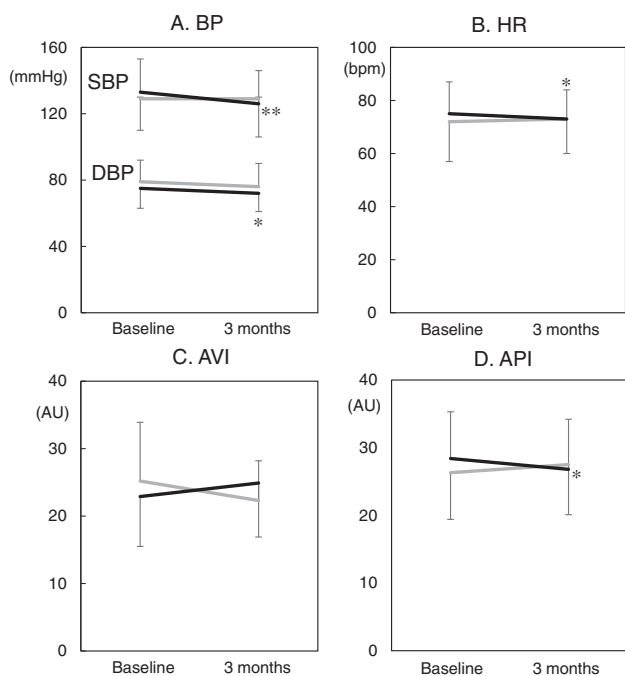 A. BP
160
(mmHg)
SBP
120
**
DBP
80
*
40
0
Baseline 3 months
B. HR
100
(bpm)
80
*
60
40
20
0
Baseline 3 months
C. AVI
40
(AU)
30
20
10
0
Baseline 3 months
D. API
40
(AU)
30
*
20
10
0
Baseline 3 months